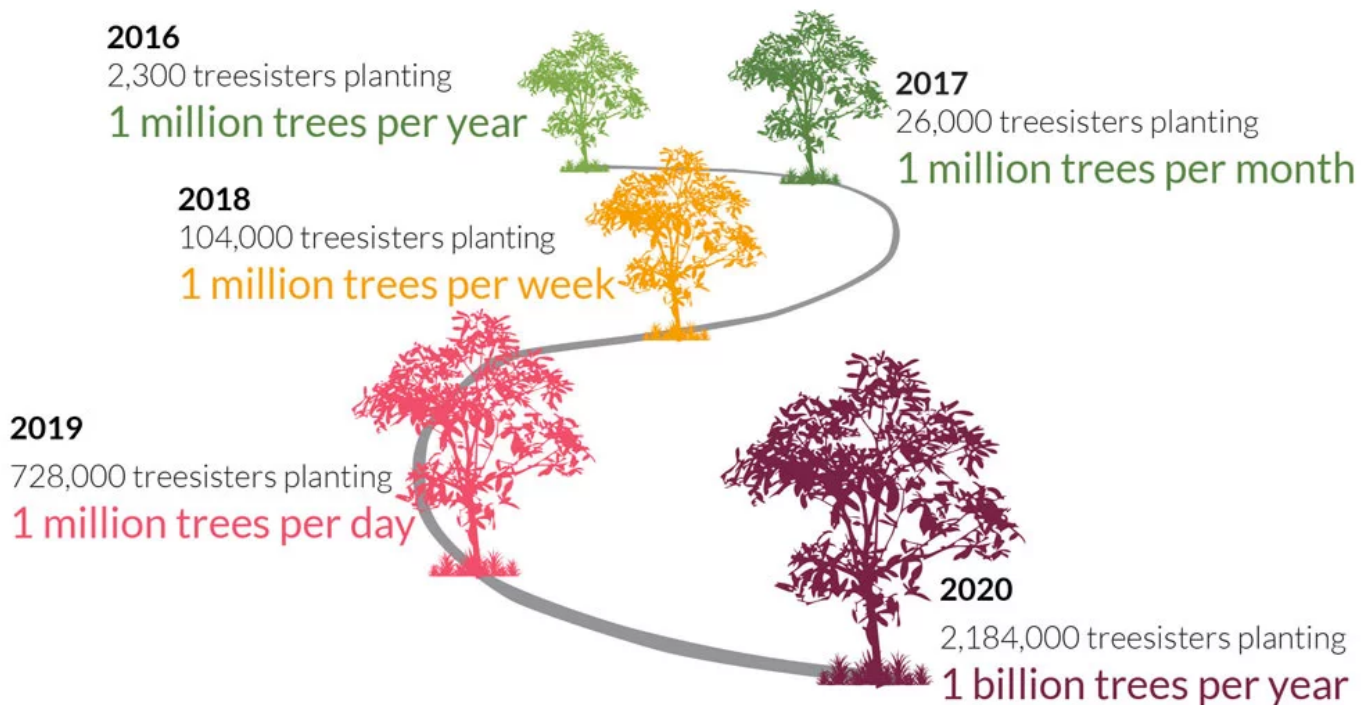 2016
2,300 treesisters planting
1 million trees per year
2017
26,000 treesisters planting
1 million trees per month
2018
104,000 treesisters planting
1 million trees per week
2019
728,000 treesisters planting
1 million trees per day
2020
2,184,000 treesisters planting
1 billion trees per year